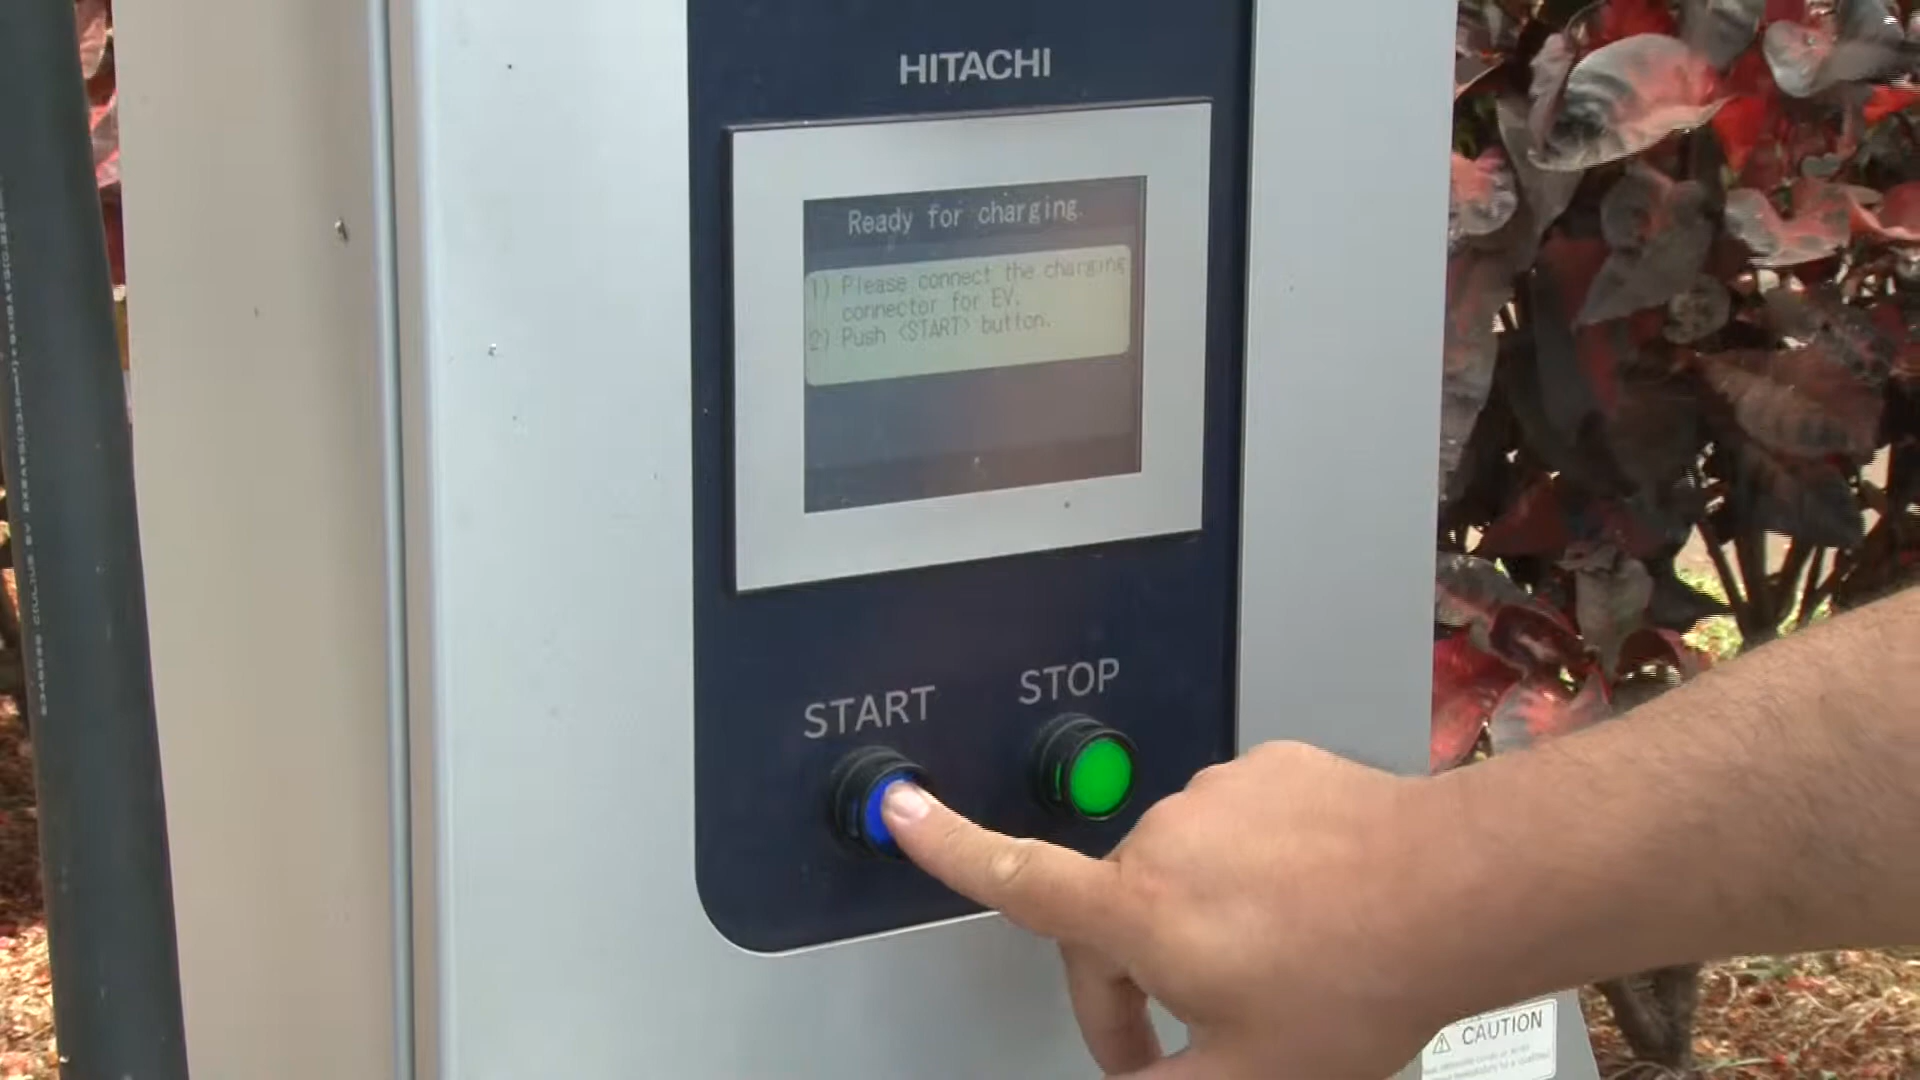 HITACHI
Ready for charging.
1) Please connect the charging
connector for EV.
2) Push <START> button.
START
STOP
CAUTION